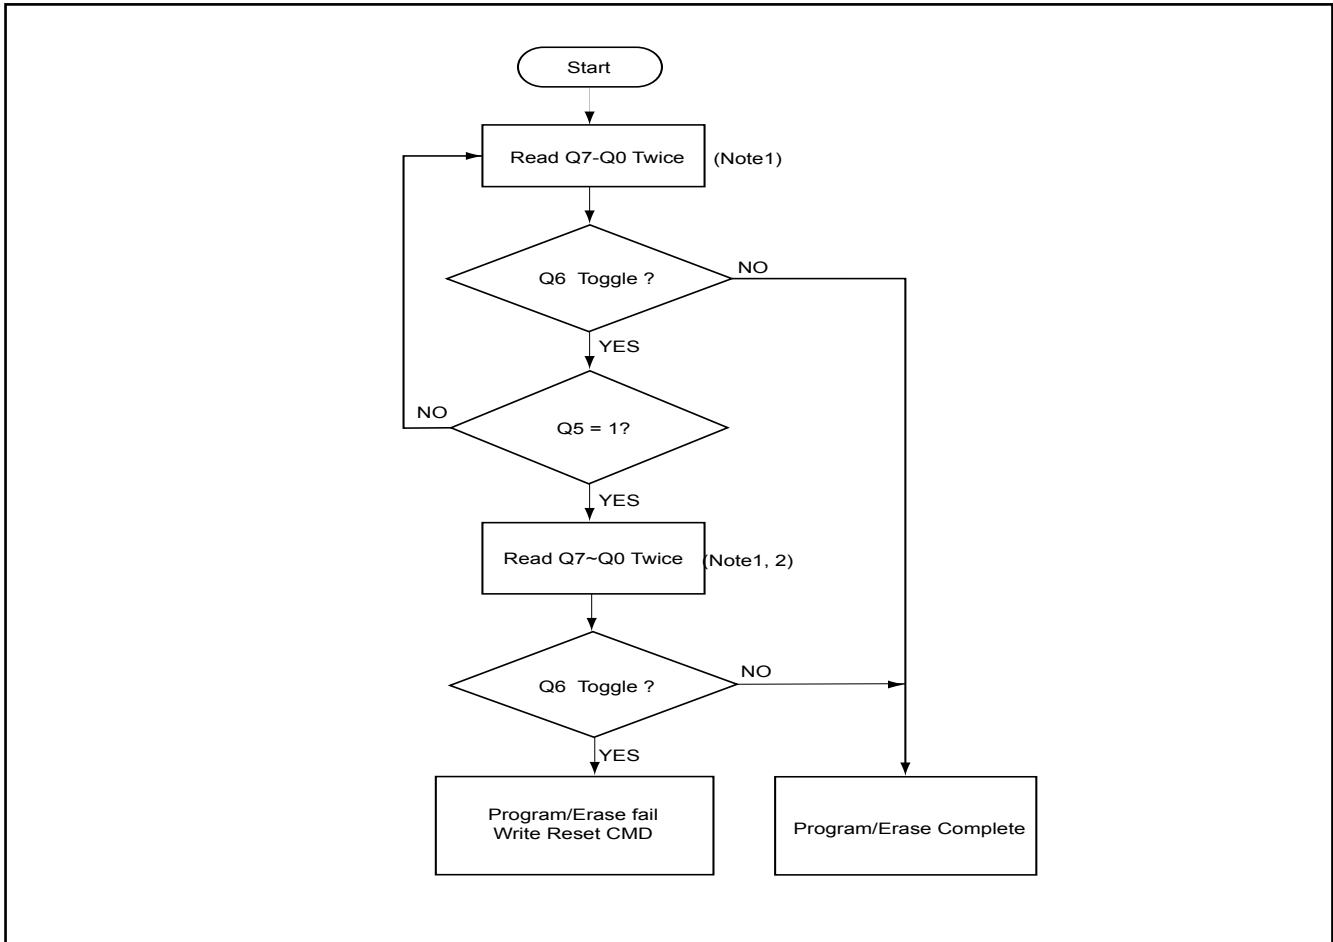 Start
Read Q7-Q0 Twice
(Note1)
Q6 Toggle ?
NO
YES
Q5 = 1?
NO
YES
Read Q7~Q0 Twice
(Note1, 2)
Q6 Toggle ?
NO
YES
Program/Erase fail
Write Reset CMD
Program/Erase Complete